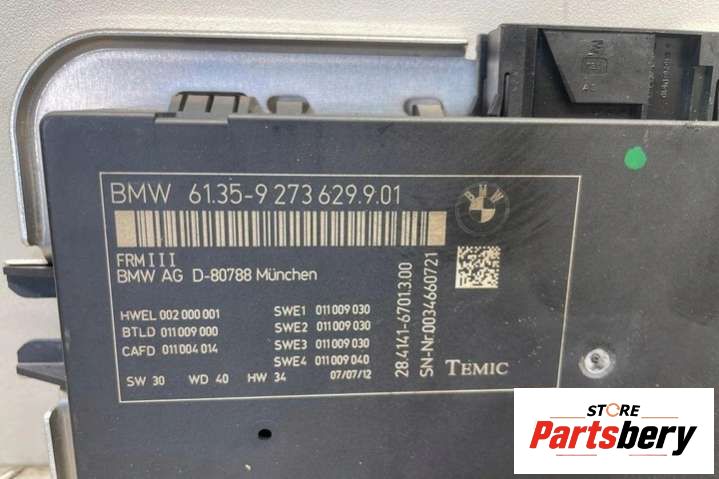 BMW 61.35-9 273 629.9.01
BMW
FRM III
BMW AG D-80788 München
HWEL 002 000 001
BTLD 011 009 000
CAFD 011 004 014
SWE1 011 009 030
SWE2 011 009 030
SWE3 011 009 030
SWE4 011 009 040
SW 30 WD 40 HW 34 07/07/12
28.4141-6701.3.00
SN-Nr.0034660721
TEMIC
STORE
Partsbery